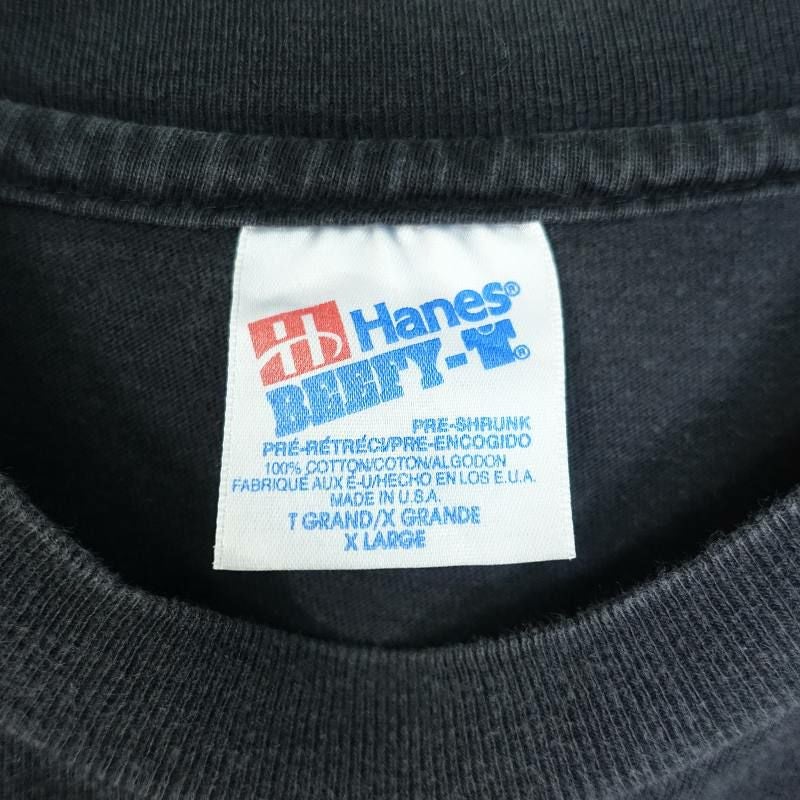 Hanes®
BEEFY-T®
PRE-SHRUNK
PRÉ-RÉTRÉCI/PRE-ENCOGIDO
100% COTTON/COTON/ALGODON
FABRIQUE AUX É-U/HECHO EN LOS E.U.A.
MADE IN U.S.A.
T GRAND/X GRANDE
X LARGE